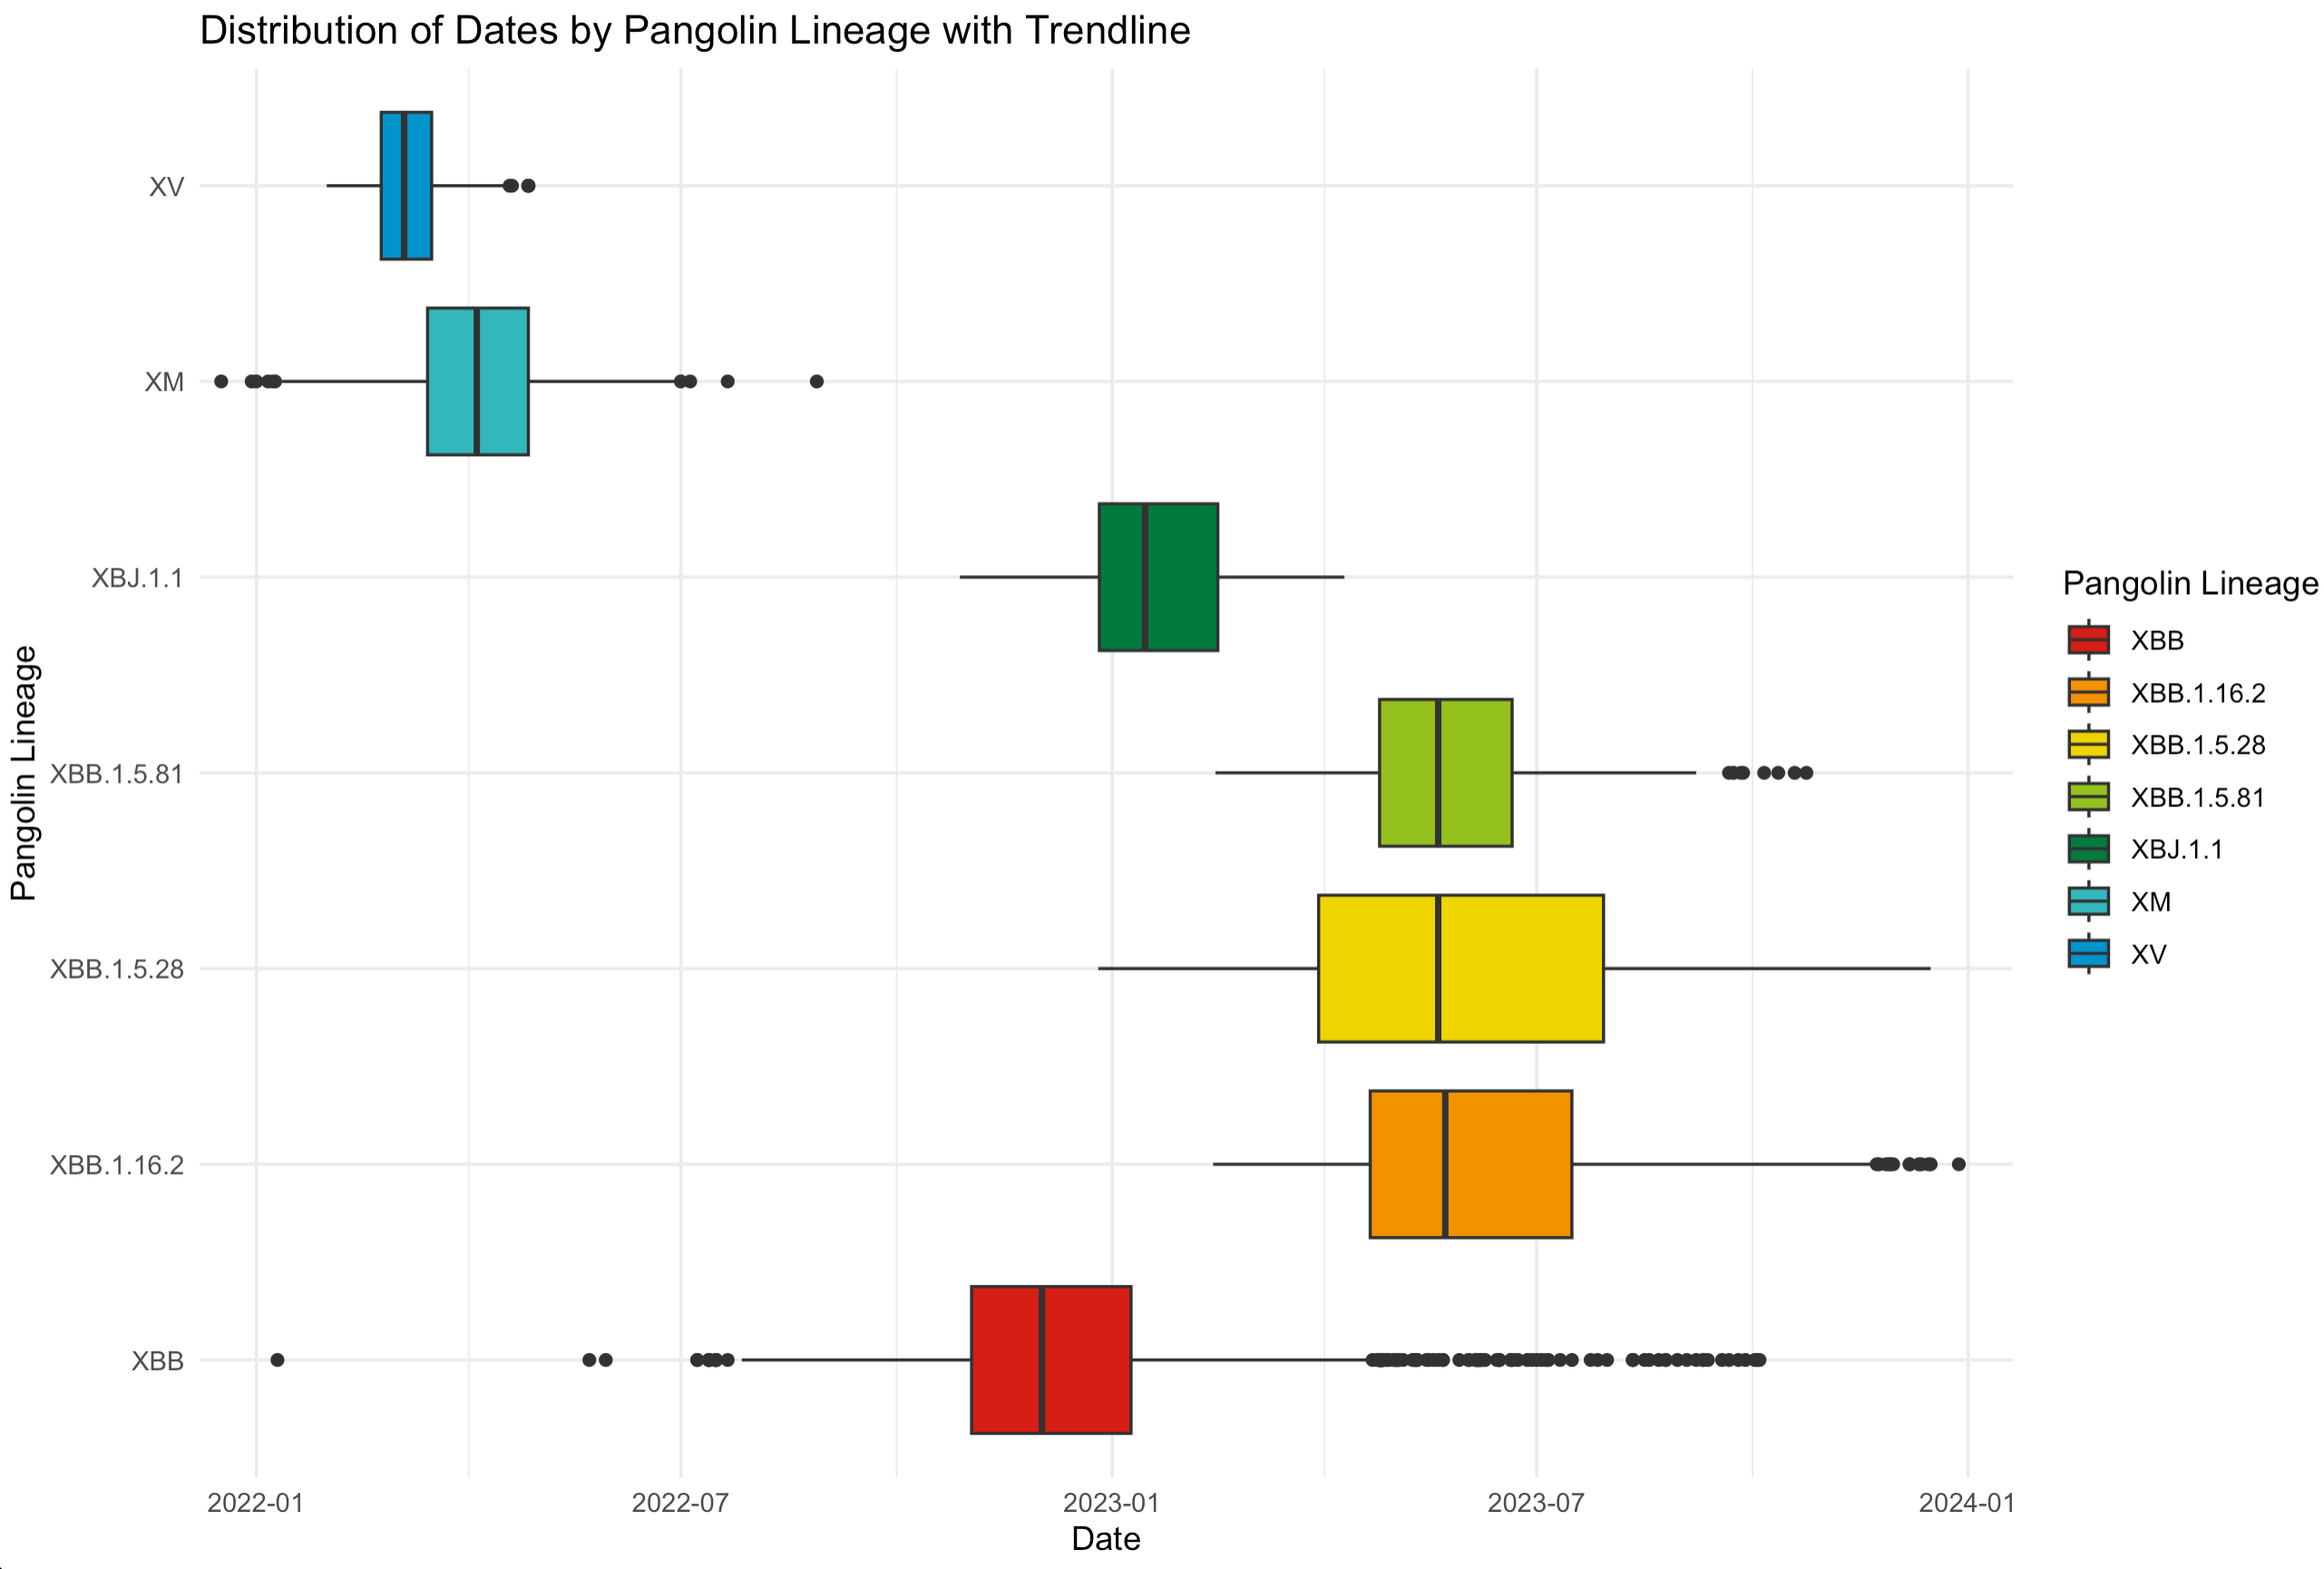 Distribution of Dates by Pangolin Lineage with Trendline
Pangolin Lineage
XV
XM
XBJ.1.1
XBB.1.5.81
XBB.1.5.28
XBB.1.16.2
XBB
2022-01
2022-07
2023-01
2023-07
2024-01
Date
Pangolin Lineage
XBB
XBB.1.16.2
XBB.1.5.28
XBB.1.5.81
XBJ.1.1
XM
XV